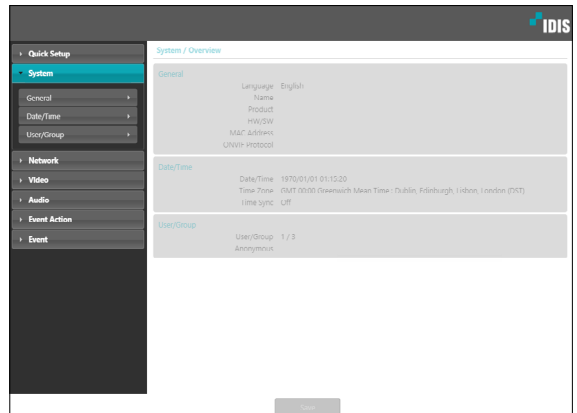 IDIS
Quick Setup
System
General
Date/Time
User/Group
Network
Video
Audio
Event Action
Event
System / Overview
General
Language English
Name
Product
HW/SW
MAC Address
ONVIF Protocol
Date/Time
Date/Time 1970/01/01 01:15:20
Time Zone GMT 00:00 Greenwich Mean Time : Dublin, Edinburgh, Lisbon, London (DST)
Time Sync Off
User/Group
User/Group 1 / 3
Anonymous
Save